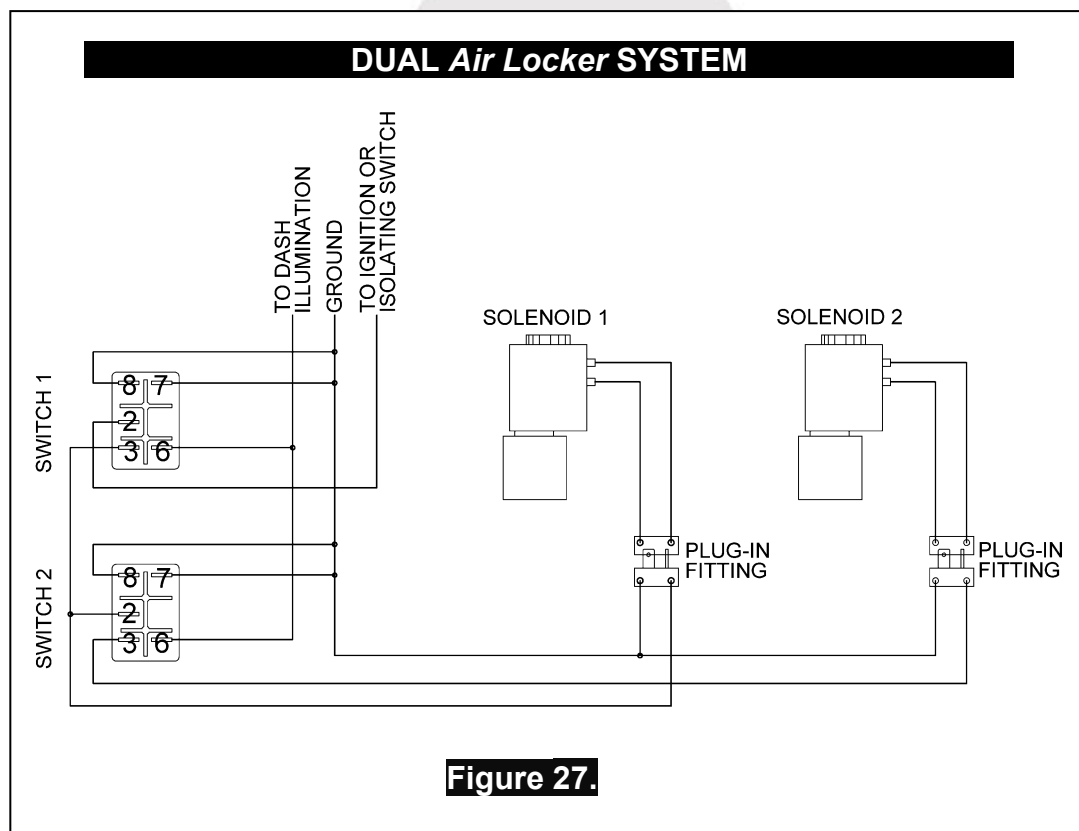 DUAL Air Locker SYSTEM
TO DASH
ILLUMINATION
GROUND
TO IGNITION OR
ISOLATING SWITCH
SOLENOID 1
SOLENOID 2
SWITCH 1
8 7
2
3 6
PLUG-IN
FITTING
PLUG-IN
FITTING
SWITCH 2
8 7
2
3 6
Figure 27.